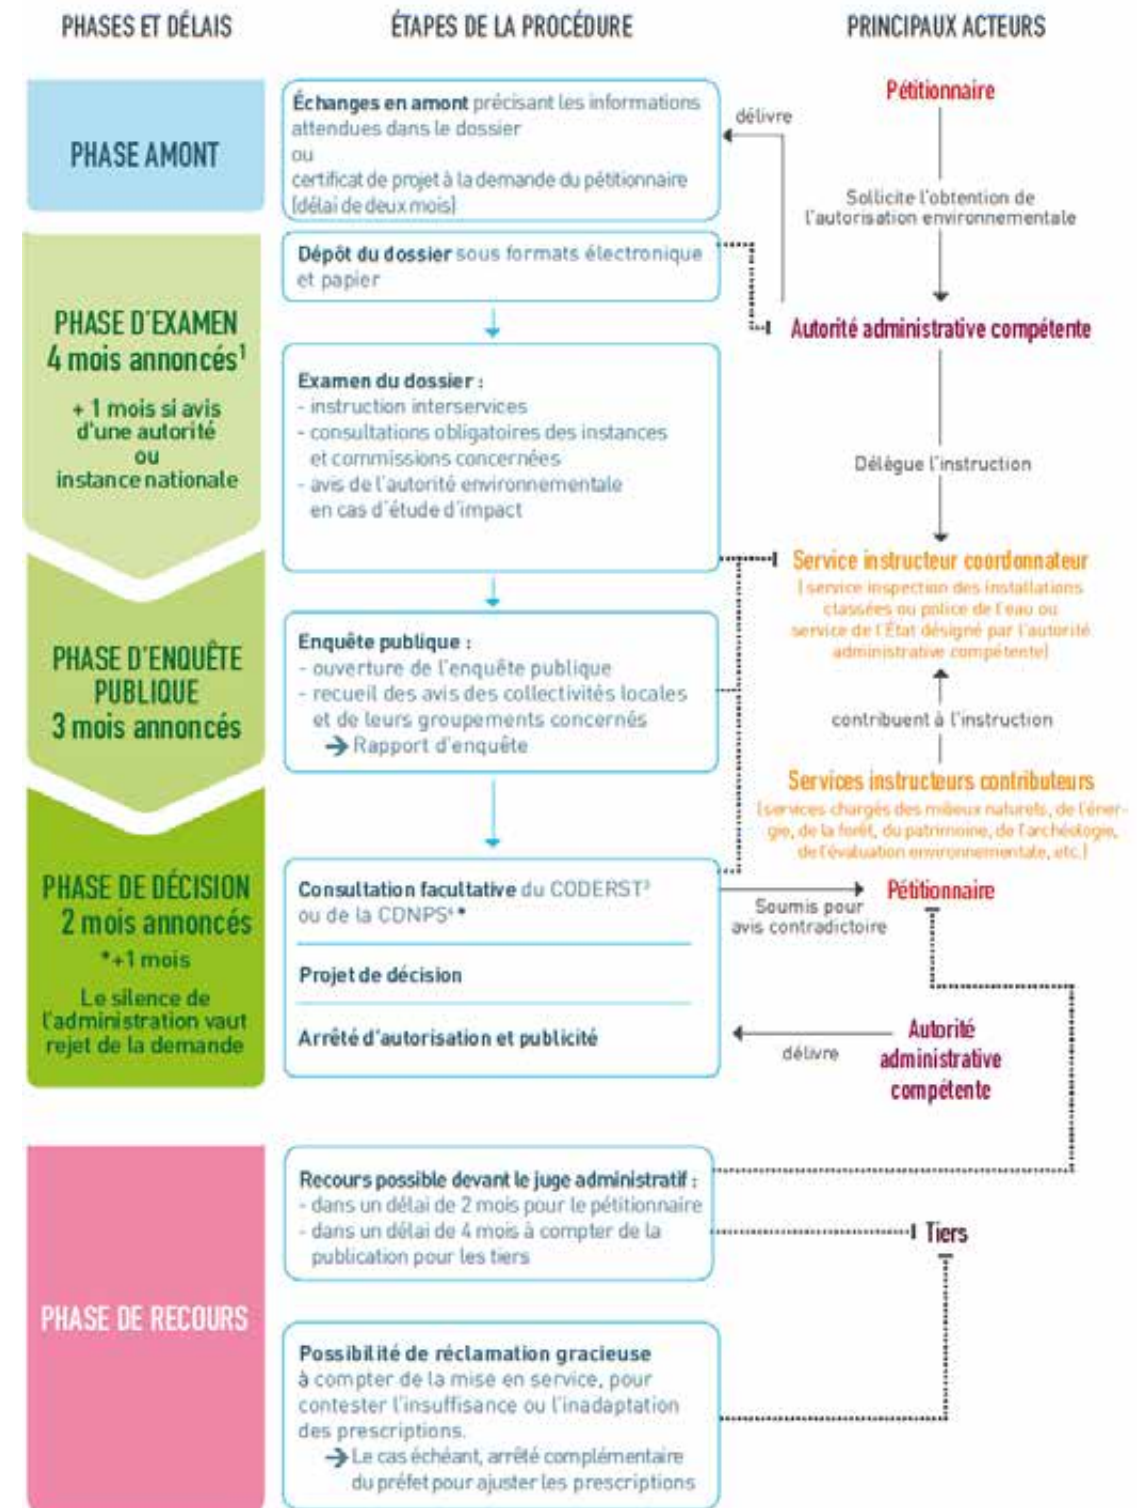 PHASES ET DÉLAIS
ÉTAPES DE LA PROCÉDURE
PRINCIPAUX ACTEURS
PHASE AMONT
Échanges en amont précisant les informations
attendues dans le dossier
ou
certificat de projet à la demande du pétitionnaire
(délai de deux mois)
délivre
Pétitionnaire
Sollicite l'obtention de
l'autorisation environnementale
PHASE D'EXAMEN
4 mois annoncés¹
+ 1 mois si avis
d'une autorité
ou
instance nationale
Dépôt du dossier sous formats électronique
et papier
Autorité administrative compétente
Examen du dossier :
- instruction interservices
- consultations obligatoires des instances
et commissions concernées
- avis de l'autorité environnementale
en cas d'étude d'impact
Délègue l'instruction
Service instructeur coordonnateur
( service inspection des installations
classées ou police de l'eau ou
service de l'État désigné par l'autorité
administrative compétente)
PHASE D'ENQUÊTE
PUBLIQUE
3 mois annoncés
Enquête publique :
- ouverture de l'enquête publique
- recueil des avis des collectivités locales
et de leurs groupements concernés
→ Rapport d'enquête
contribuent à l'instruction
Services instructeurs contributeurs
(services chargés des milieux naturels, de l'éner-
gie, de la forêt, du patrimoine, de l'archéologie,
de l'évaluation environnementale, etc.)
PHASE DE DÉCISION
2 mois annoncés
*+1 mois
Le silence de
l'administration vaut
rejet de la demande
Consultation facultative du CODERST³
ou de la CDNPS⁴*
Projet de décision
Arrêté d'autorisation et publicité
Soumis pour
avis contradictoire
Pétitionnaire
délivre
Autorité
administrative
compétente
PHASE DE RECOURS
Recours possible devant le juge administratif :
- dans un délai de 2 mois pour le pétitionnaire
- dans un délai de 4 mois à compter de la
publication pour les tiers
Tiers
Possibilité de réclamation gracieuse
à compter de la mise en service, pour
contester l'insuffisance ou l'inadaptation
des prescriptions.
→ Le cas échéant, arrêté complémentaire
du préfet pour ajuster les prescriptions